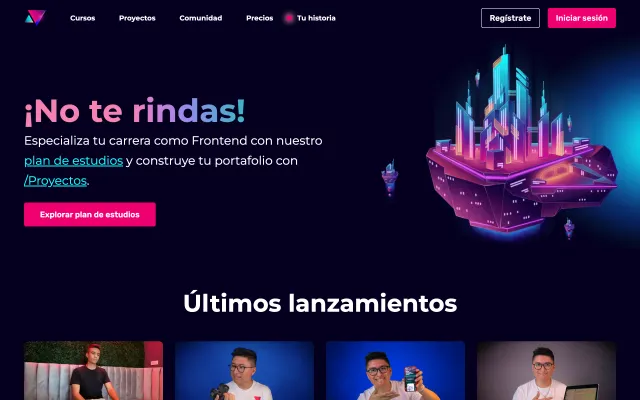 Cursos
Proyectos
Comunidad
Precios
Tu historia
Regístrate
Iniciar sesión
¡No te rindas!
Especializa tu carrera como Frontend con nuestro
plan de estudios y construye tu portafolio con
/Proyectos.
Explorar plan de estudios
Últimos lanzamientos